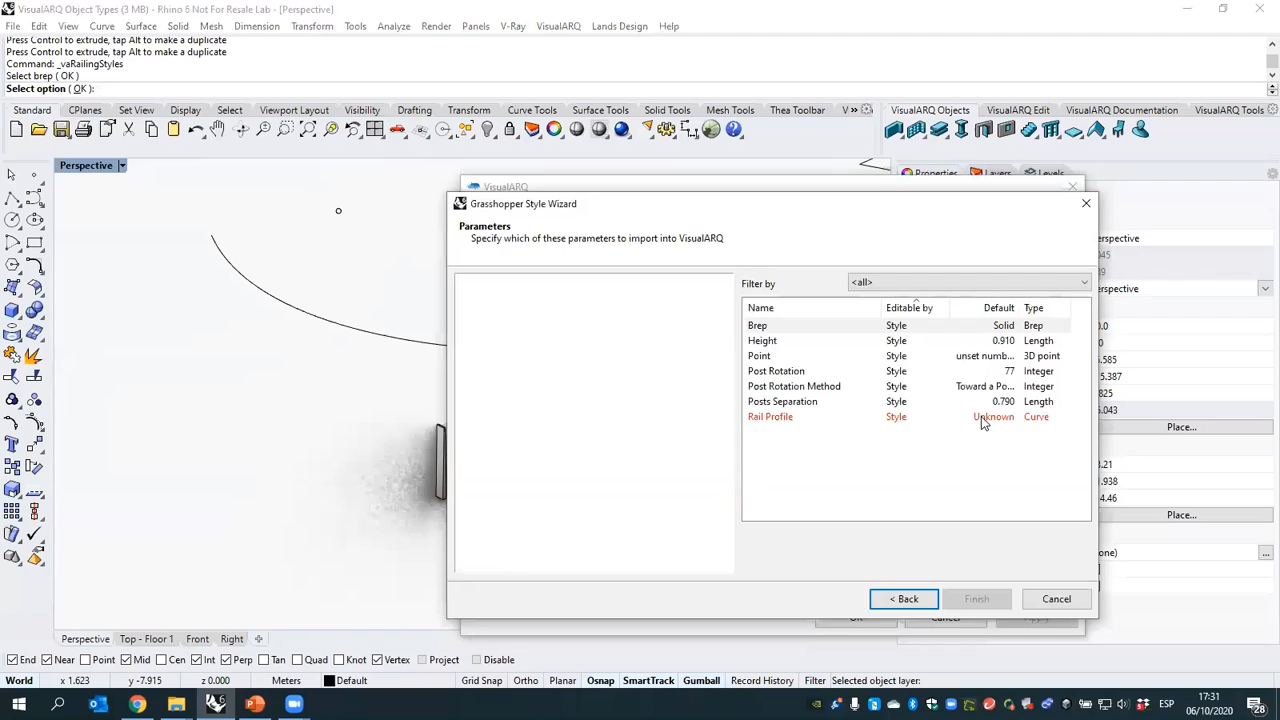 VisualARQ Object Types (3 MB) - Rhino 6 Not For Resale Lab - [Perspective]
File Edit View Curve Surface Solid Mesh Dimension Transform Tools Analyze Render Panels V-Ray VisualARQ Lands Design Help
Press Control to extrude, tap Alt to make a duplicate
Press Control to extrude, tap Alt to make a duplicate
Command: _vaRailingStyles
Select brep ( OK )
Select option ( OK ):
Standard CPlanes Set View Display Select Viewport Layout Visibility Transform Curve Tools Surface Tools Solid Tools Mesh Tools Thea Toolbar V »
VisualARQ Objects VisualARQ Edit VisualARQ Documentation VisualARQ Tools
Perspective
Properties Layers Levels
VisualARQ
Grasshopper Style Wizard
Parameters
Specify which of these parameters to import into VisualARQ
Filter by <all>
Name Editable by Default Type
Brep Style Solid Brep
Height Style 0.910 Length
Point Style unset numb... 3D point
Post Rotation Style 77 Integer
Post Rotation Method Style Toward a Po... Integer
Posts Separation Style 0.790 Length
Rail Profile Style Unknown Curve
< Back Finish Cancel
Place...
Place...
...
Perspective Top - Floor 1 Front Right
End Near Point Mid Cen Int Perp Tan Quad Knot Vertex Project Disable
World x 1.623 y -7.915 z 0.000 Meters Default Grid Snap Ortho Planar Osnap SmartTrack Gumball Record History Filter Selected object layer:
ESP 17:31
06/10/2020
28